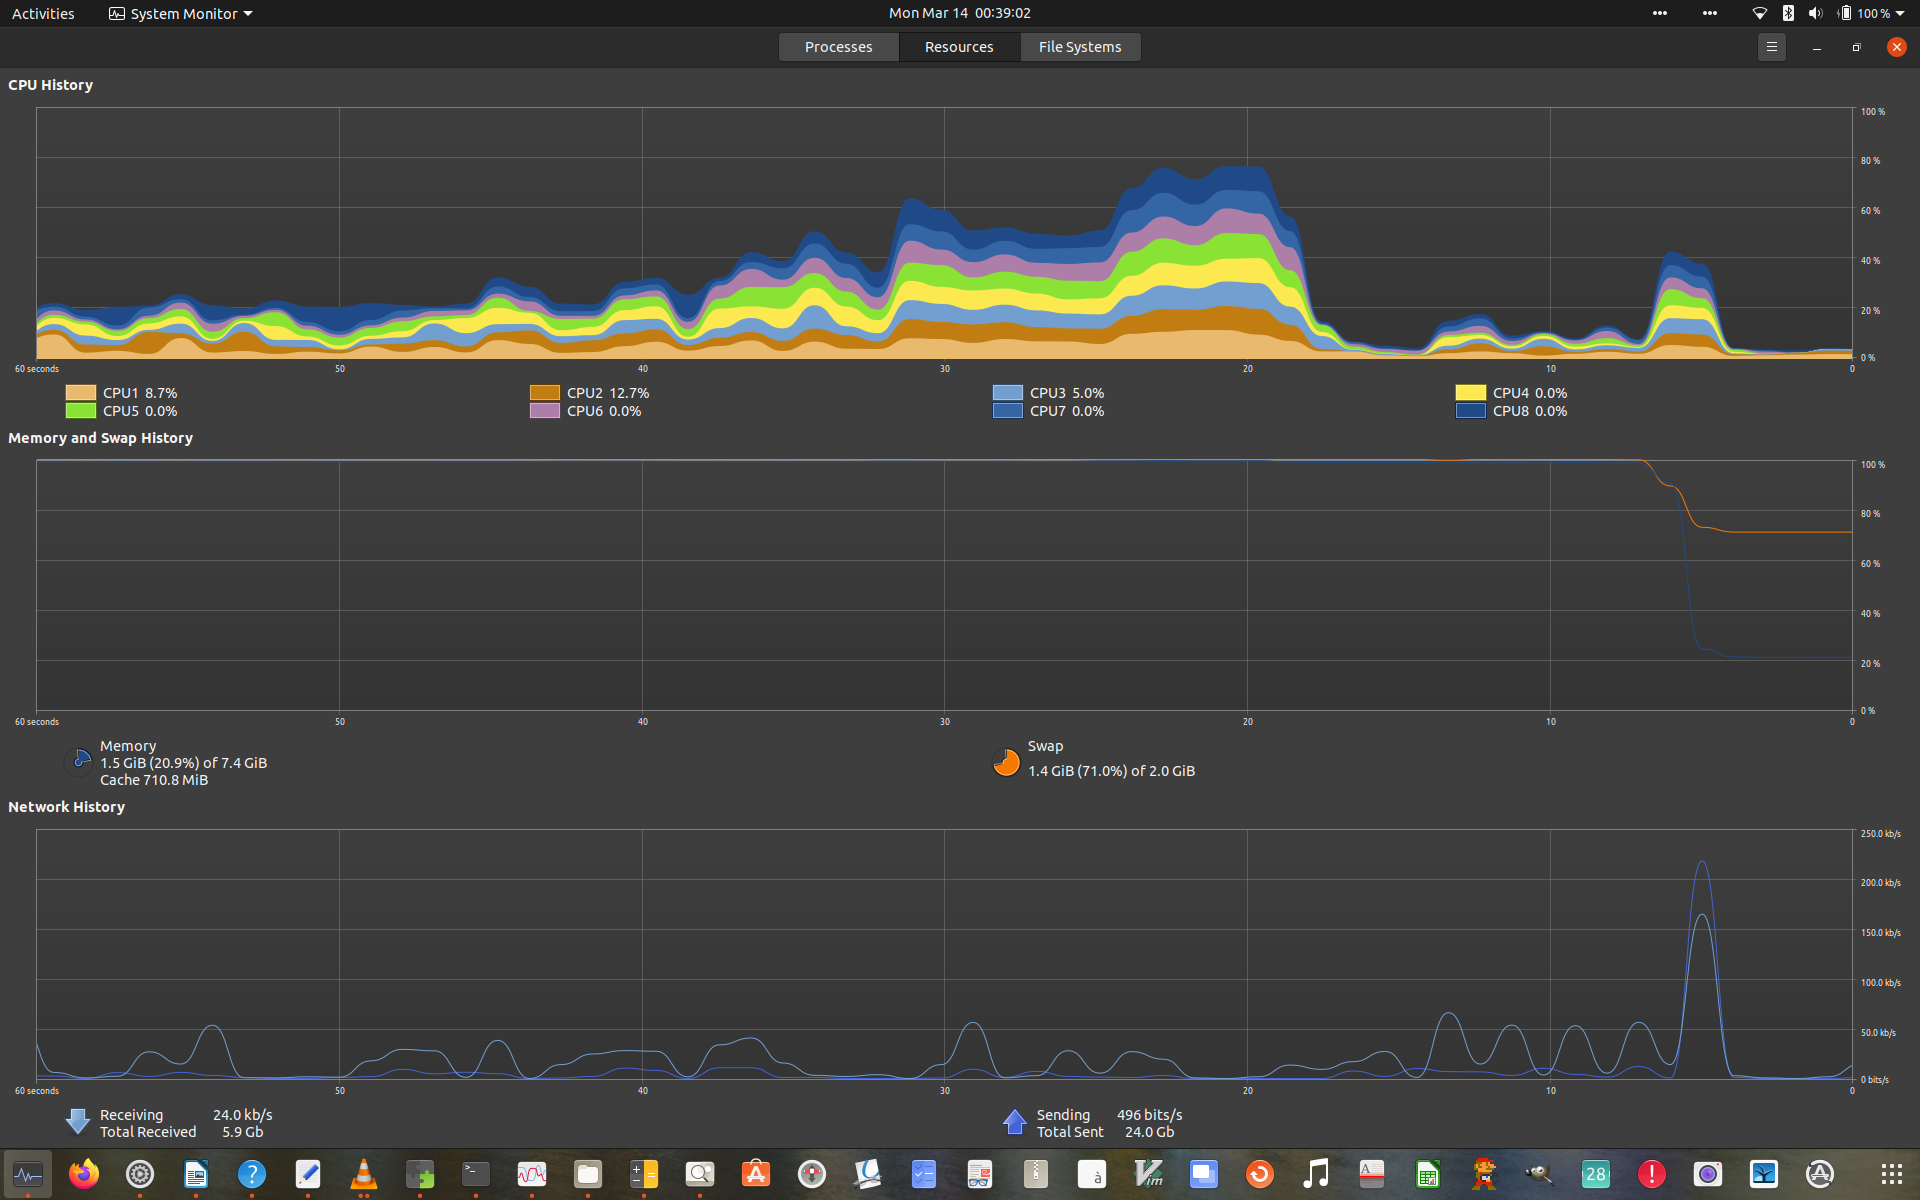 Activities System Monitor Mon Mar 14 00:39:02 100 %
Processes Resources File Systems
CPU History
100 %
80 %
60 %
40 %
20 %
0 %
60 seconds 50 40 30 20 10 0
CPU1 8.7% CPU2 12.7% CPU3 5.0% CPU4 0.0%
CPU5 0.0% CPU6 0.0% CPU7 0.0% CPU8 0.0%
Memory and Swap History
100 %
80 %
60 %
40 %
20 %
0 %
60 seconds 50 40 30 20 10 0
Memory
1.5 GiB (20.9%) of 7.4 GiB
Cache 710.8 MiB
Swap
1.4 GiB (71.0%) of 2.0 GiB
Network History
250.0 kb/s
200.0 kb/s
150.0 kb/s
100.0 kb/s
50.0 kb/s
0 bits/s
60 seconds 50 40 30 20 10 0
Receiving 24.0 kb/s
Total Received 5.9 Gb
Sending 496 bits/s
Total Sent 24.0 Gb
? >_ A à Vim A 28 !